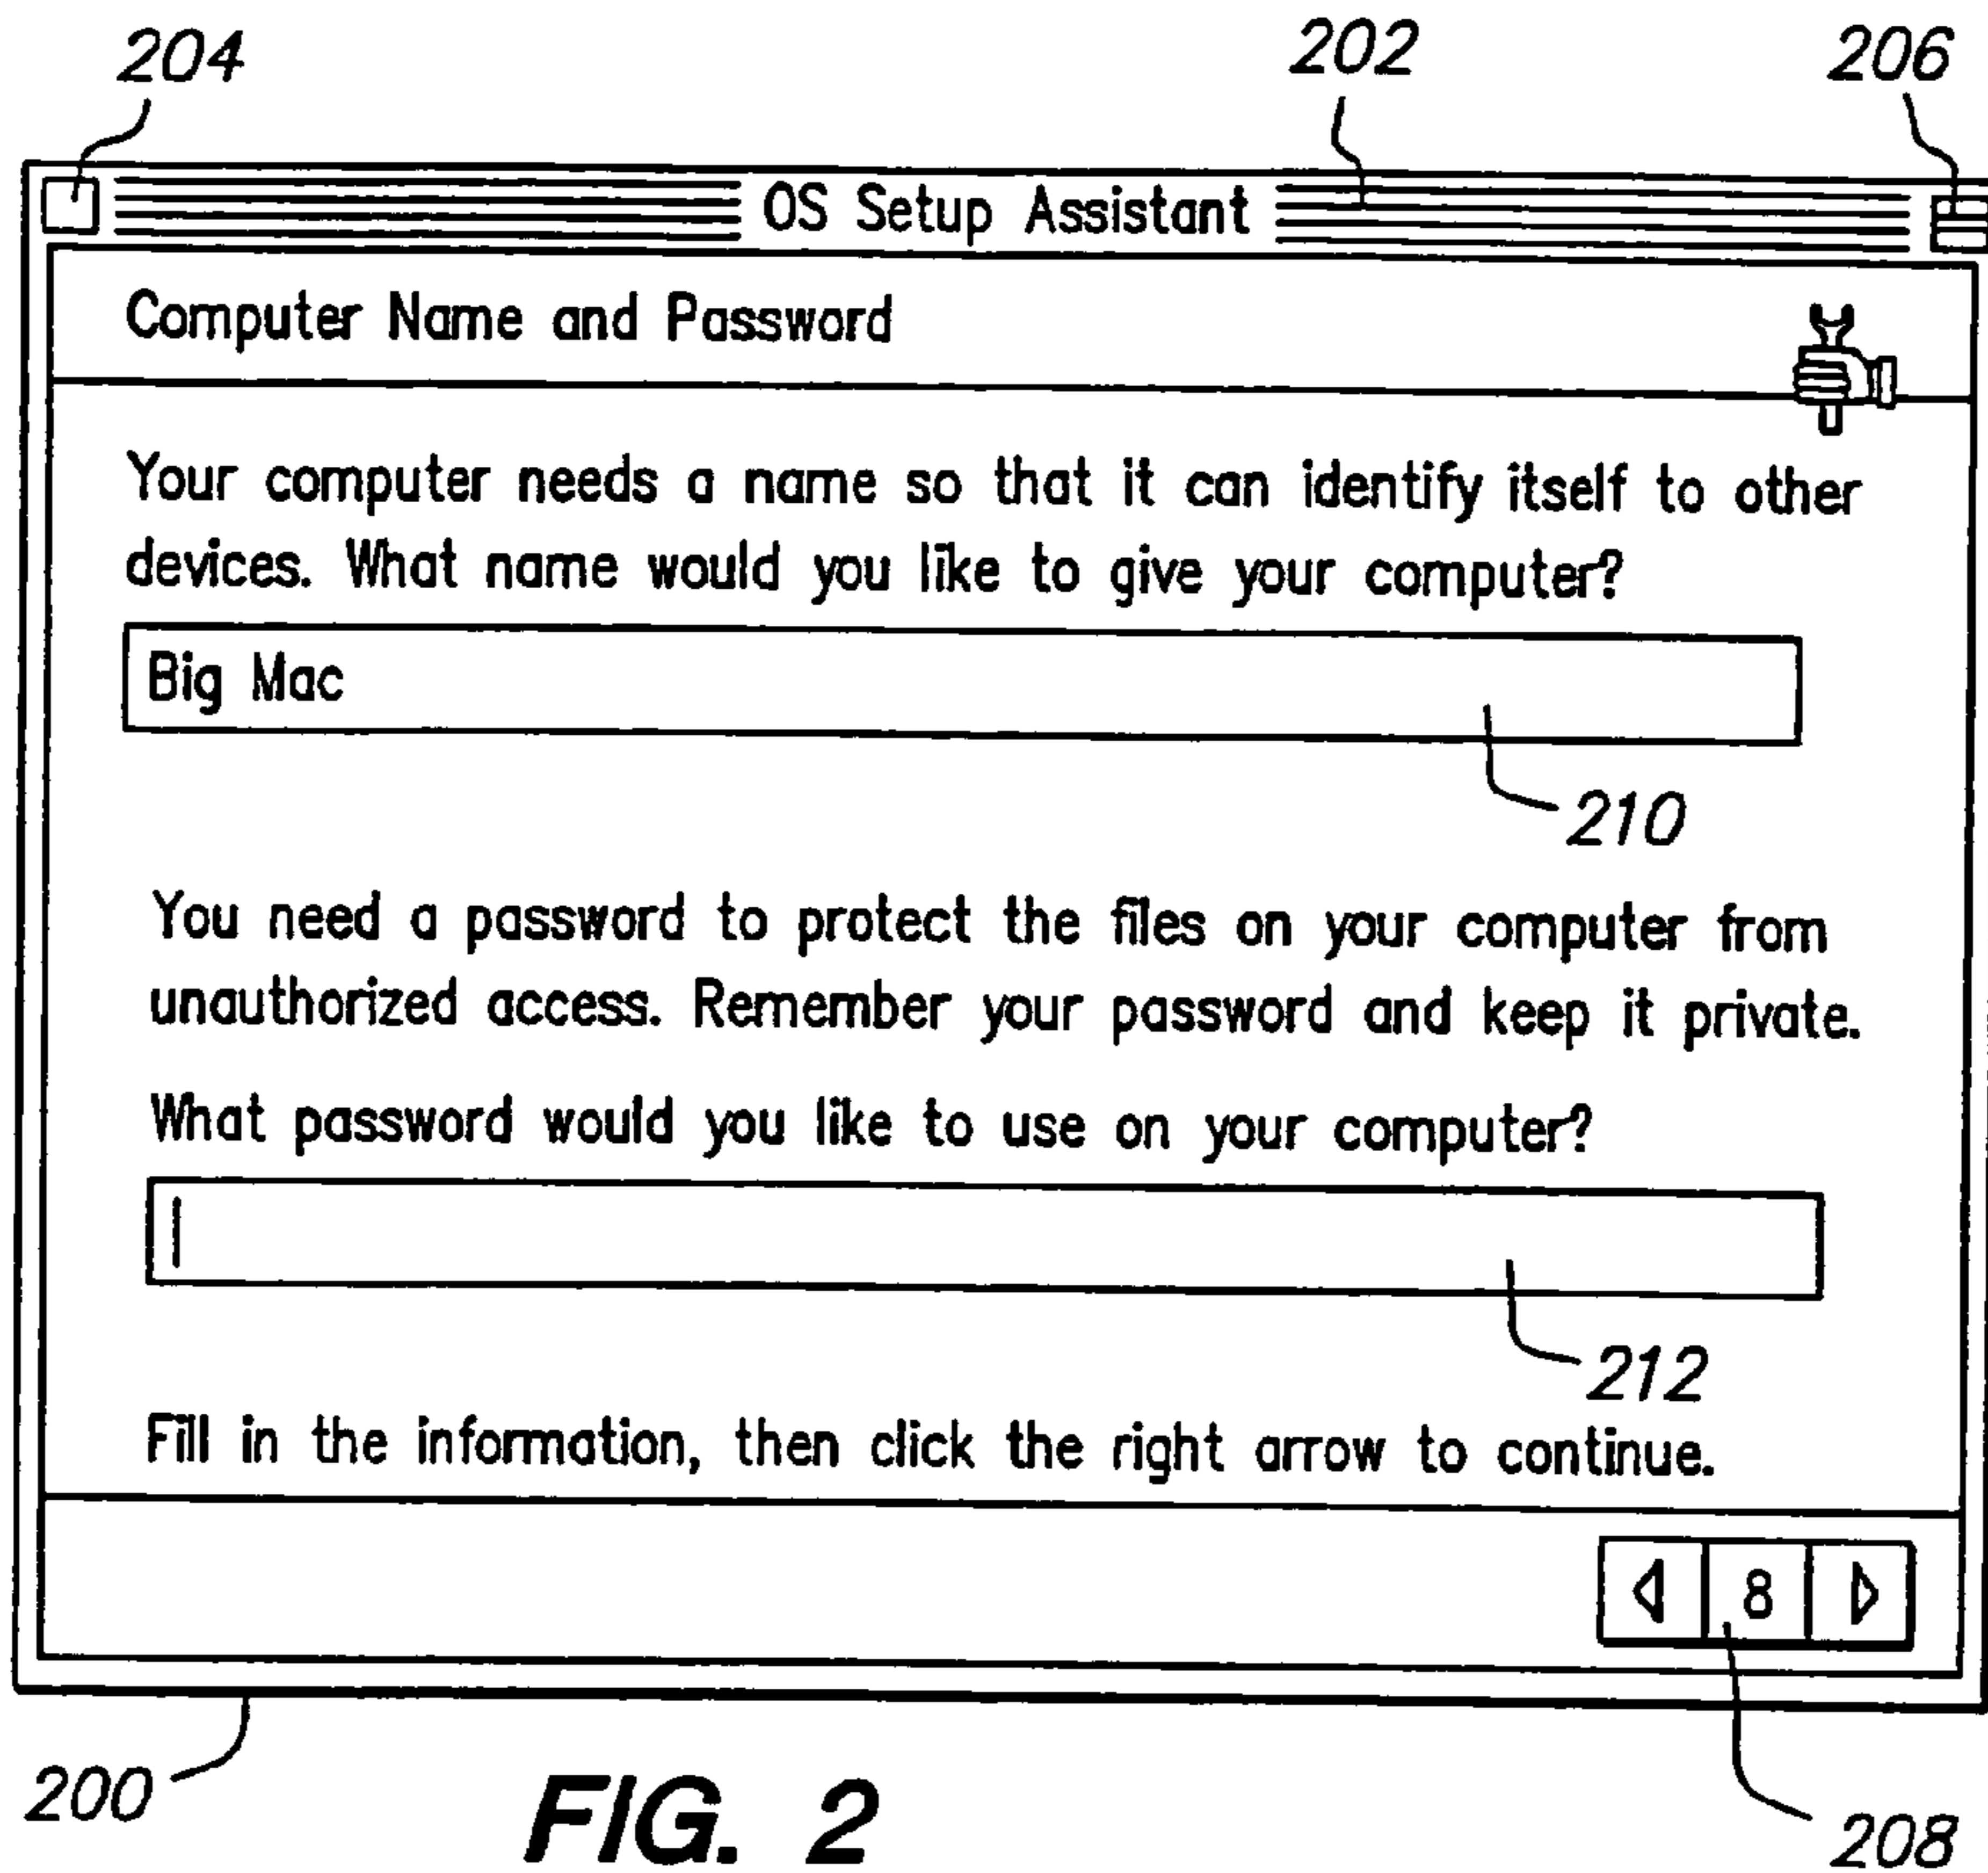 204
202
206
OS Setup Assistant
Computer Name and Password
Your computer needs a name so that it can identify itself to other
devices. What name would you like to give your computer?
Big Mac
210
You need a password to protect the files on your computer from
unauthorized access. Remember your password and keep it private.
What password would you like to use on your computer?
212
Fill in the information, then click the right arrow to continue.
8
200
FIG. 2
208